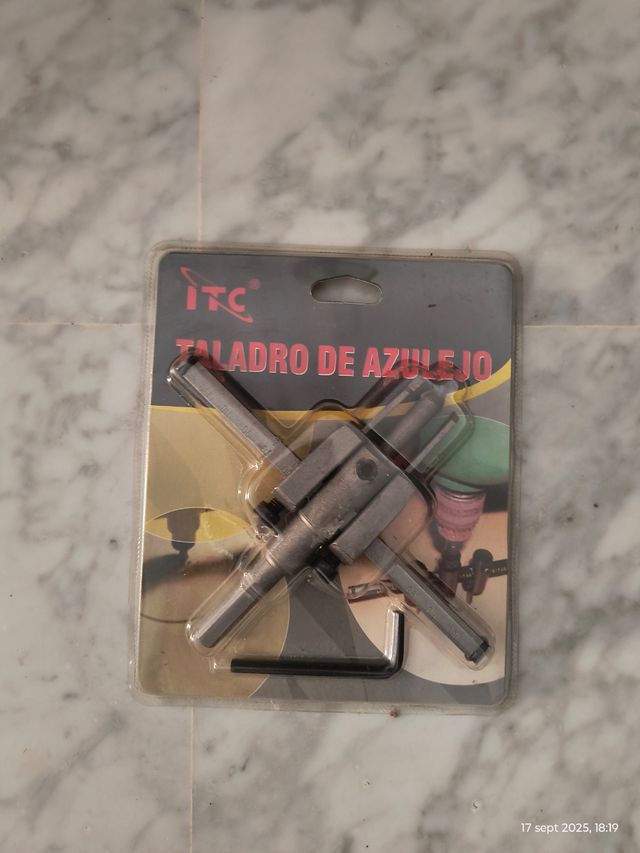 ITC®
TALADRO DE AZULEJO
17 sept 2025, 18:19